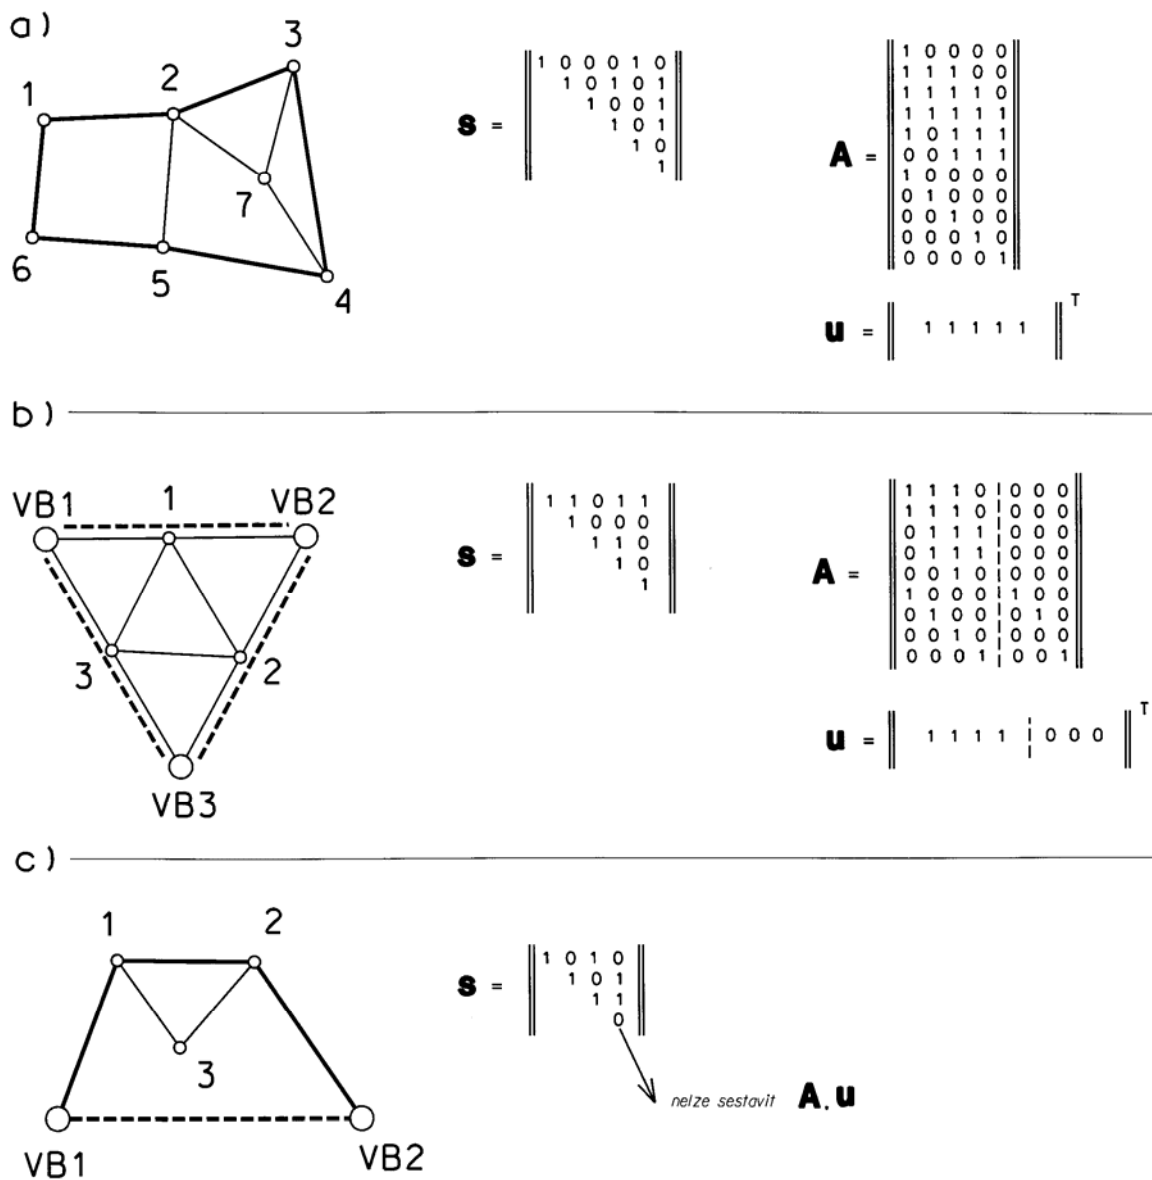 a)
1
2
3
4
5
6
7
s =
1 0 0 0 1 0
1 0 1 0 1
1 0 0 1
1 0 1
1 0
1
A =
1 0 0 0 0
1 1 1 0 0
1 1 1 1 0
1 1 1 1 1
1 0 1 1 1
0 0 1 1 1
1 0 0 0 0
0 1 0 0 0
0 0 1 0 0
0 0 0 1 0
0 0 0 0 1
u = 1 1 1 1 1 T
b)
VB1
1
VB2
3
2
VB3
s =
1 1 0 1 1
1 0 0 0
1 1 0
1 0
1
A =
1 1 1 0 | 0 0 0
1 1 1 0 | 0 0 0
0 1 1 1 | 0 0 0
0 1 1 1 | 0 0 0
0 0 1 0 | 0 0 0
1 0 0 0 | 1 0 0
0 1 0 0 | 0 1 0
0 0 1 0 | 0 0 0
0 0 0 1 | 0 0 1
u = 1 1 1 1 | 0 0 0 T
c)
1
2
3
VB1
VB2
s =
1 0 1 0
1 0 1
1 1
0
nelze sestavit A, u